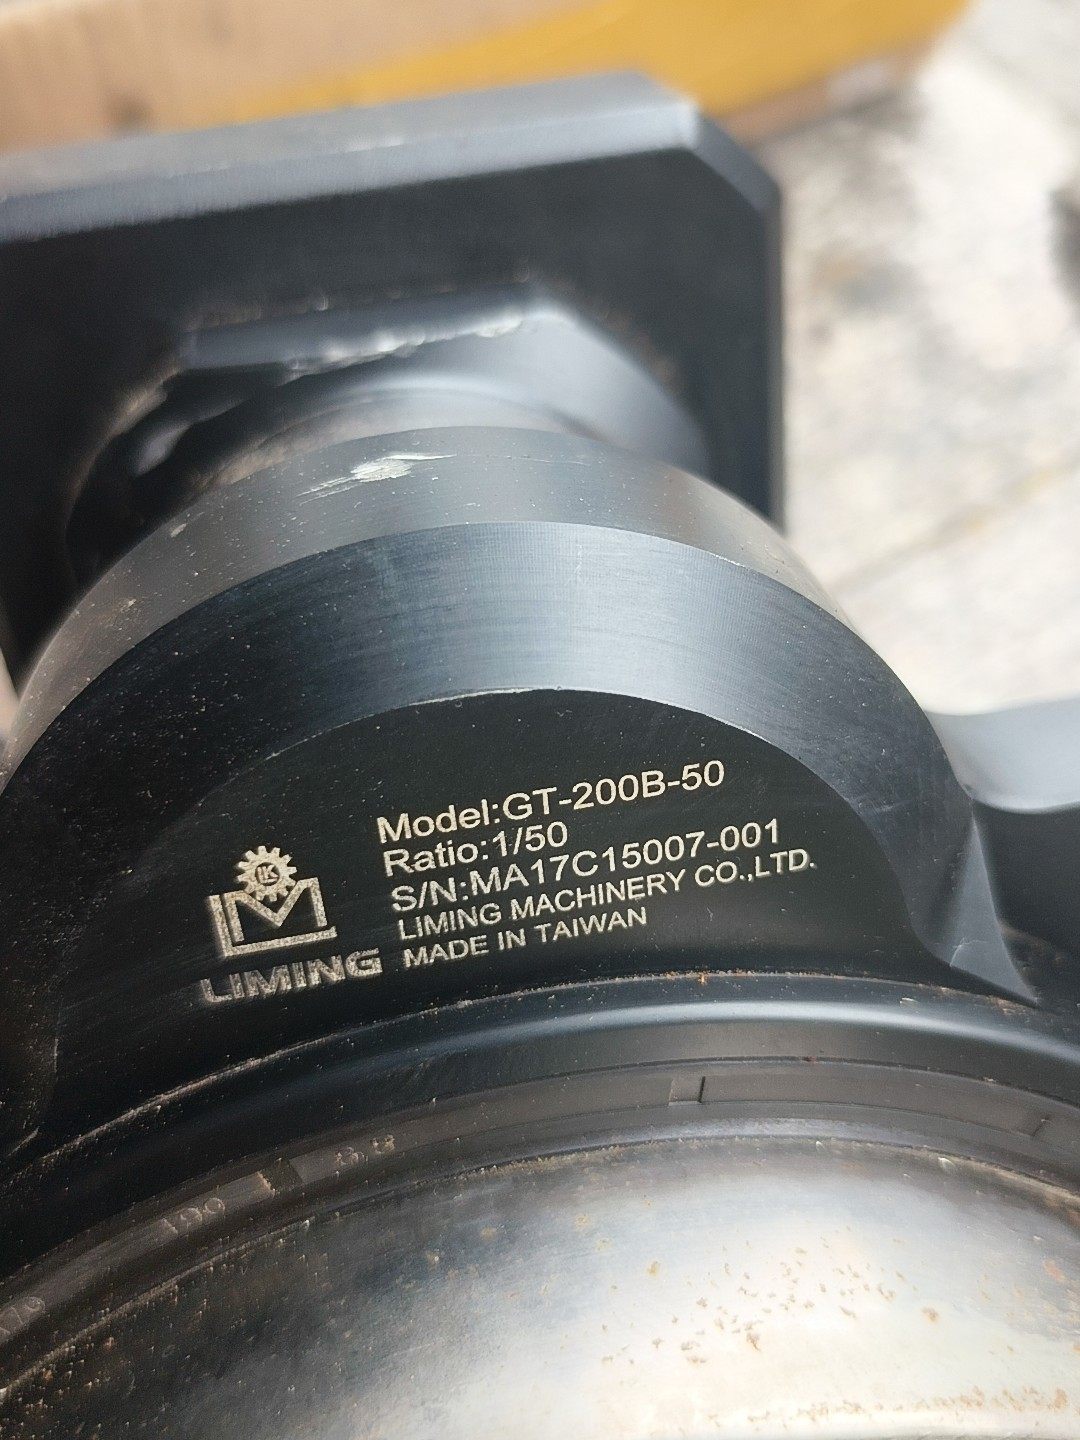 Model:GT-200B-50
Ratio:1/50
S/N:MA17C15007-001
LIMING MACHINERY CO.,LTD.
MADE IN TAIWAN
LIMING